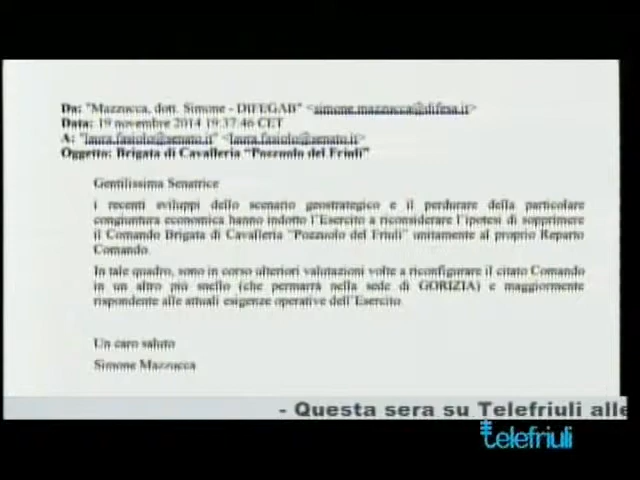 Da: "Mazzucca, dott. Simone - DIFEGAB" <simone.mazzucca@difesa.it>
Data: 19 novembre 2014 19:37:46 CET
A: "laura.fasiolo@senato.it" <laura.fasiolo@senato.it>
Oggetto: Brigata di Cavalleria "Pozzuolo del Friuli"
Gentilissima Senatrice
i recenti sviluppi dello scenario geostrategico e il perdurare della particolare
congiuntura economica hanno indotto l'Esercito a riconsiderare l'ipotesi di sopprimere
il Comando Brigata di Cavalleria "Pozzuolo del Friuli" unitamente al proprio Reparto
Comando.
In tale quadro, sono in corso ulteriori valutazioni volte a riconfigurare il citato Comando
in un altro più snello (che permarrà nella sede di GORIZIA) e maggiormente
rispondente alle attuali esigenze operative dell'Esercito.
Un caro saluto
Simone Mazzucca
- Questa sera su Telefriuli alle
telefriuli